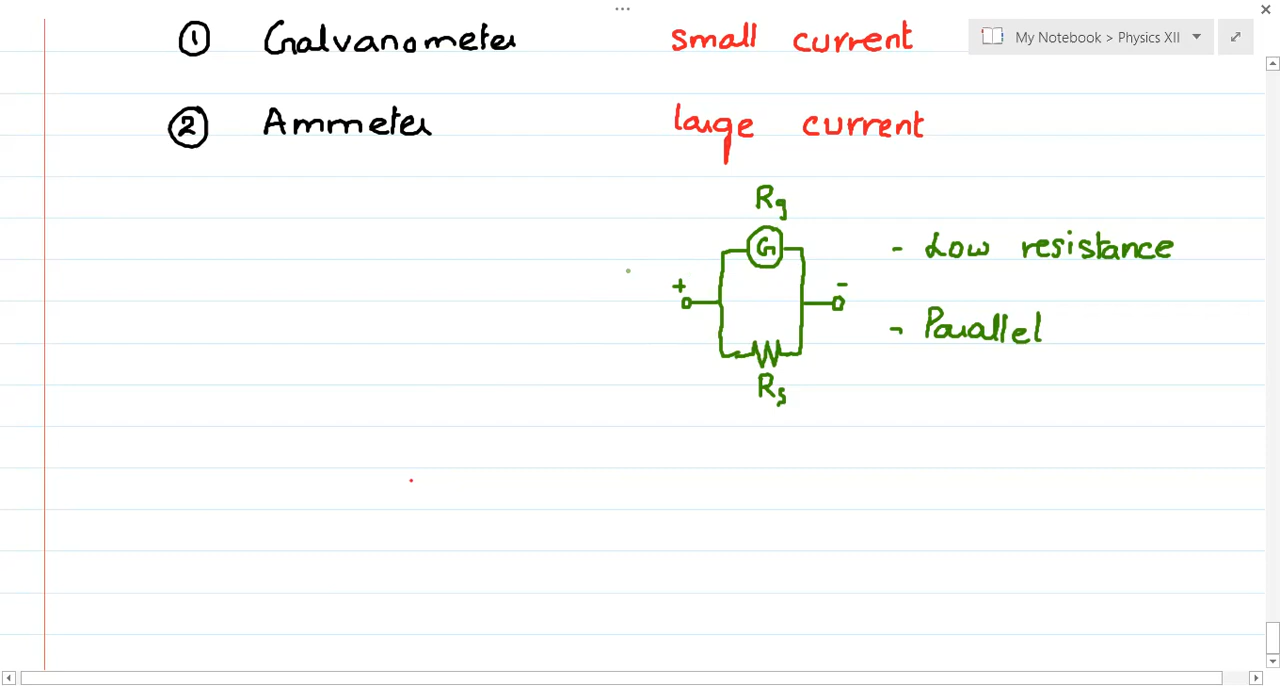 ① Galvanometer small current
My Notebook > Physics XII
② Ammeter large current
Rg
G
- Low resistance
+ -
- Parallel
Rs